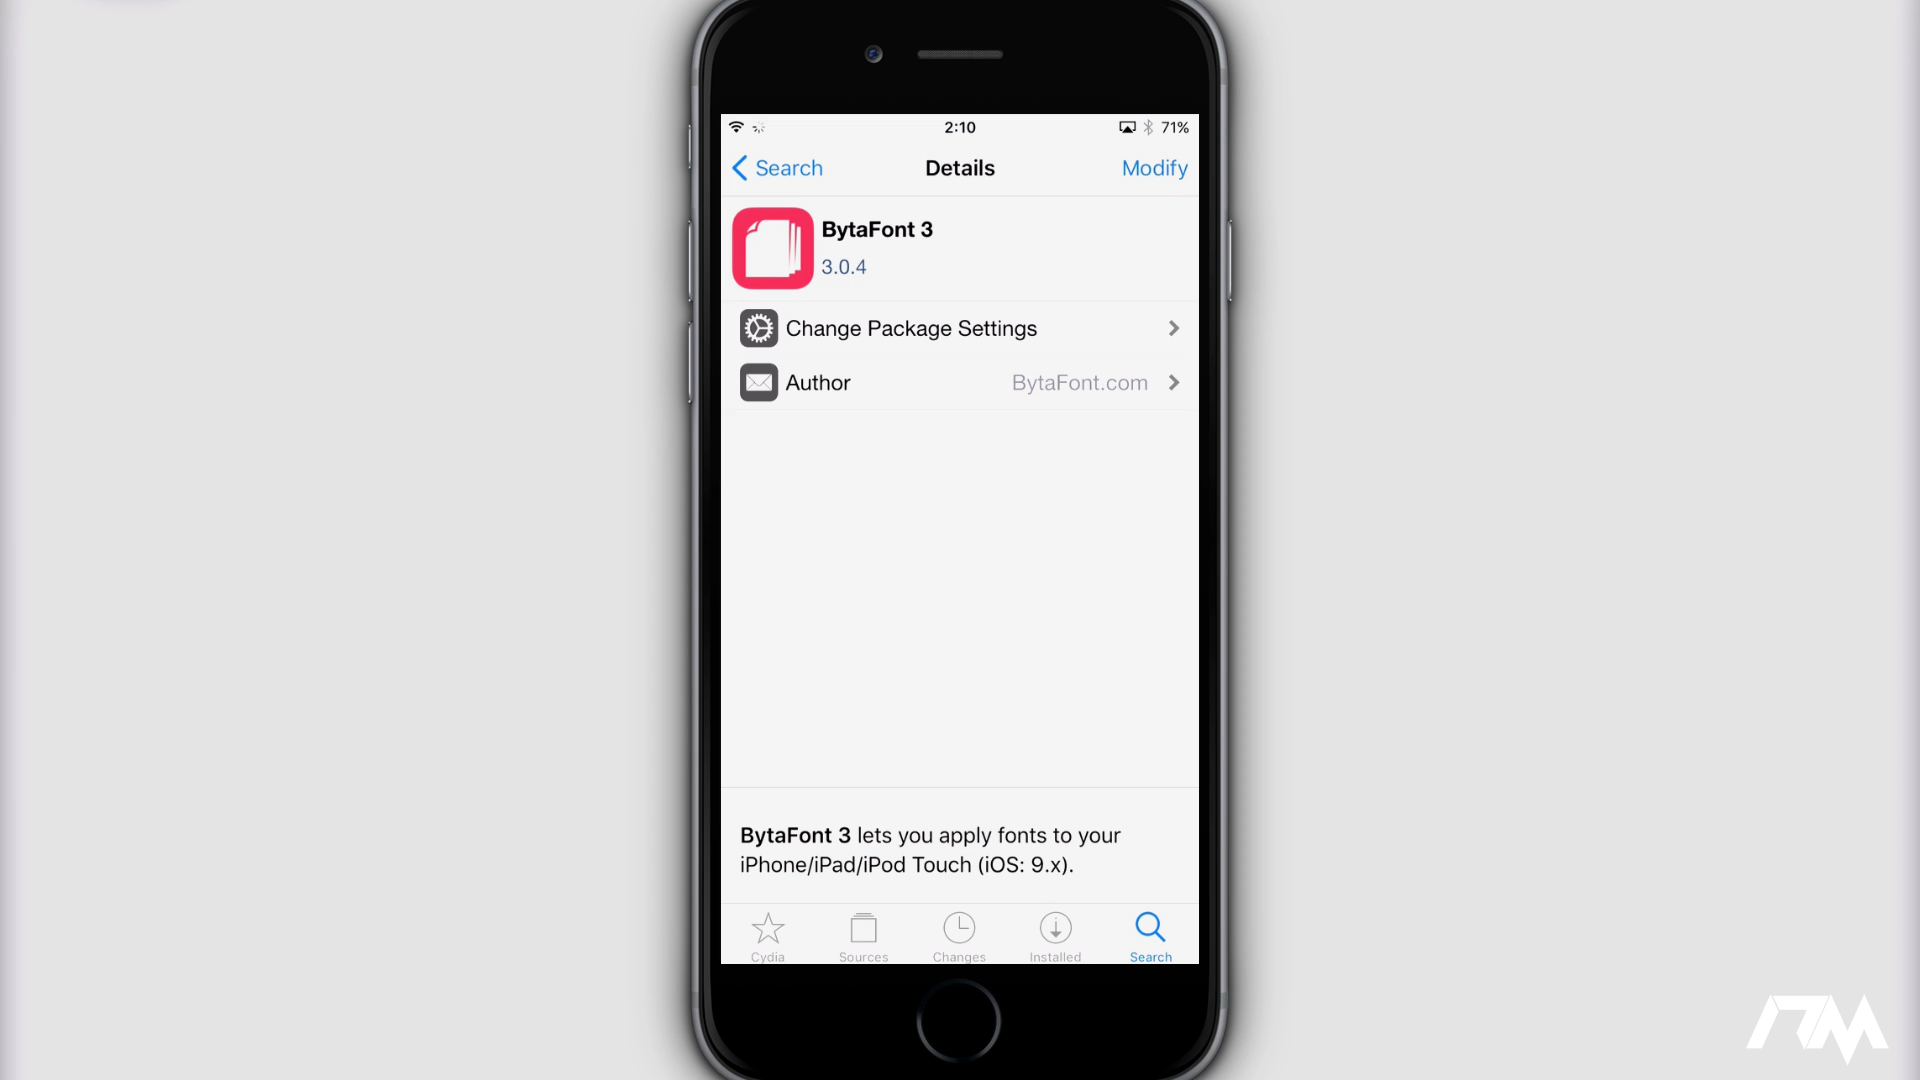 2:10
71%
Search
Details
Modify
BytaFont 3
3.0.4
Change Package Settings
Author
BytaFont.com
BytaFont 3 lets you apply fonts to your
iPhone/iPad/iPod Touch (iOS: 9.x).
Cydia
Sources
Changes
Installed
Search